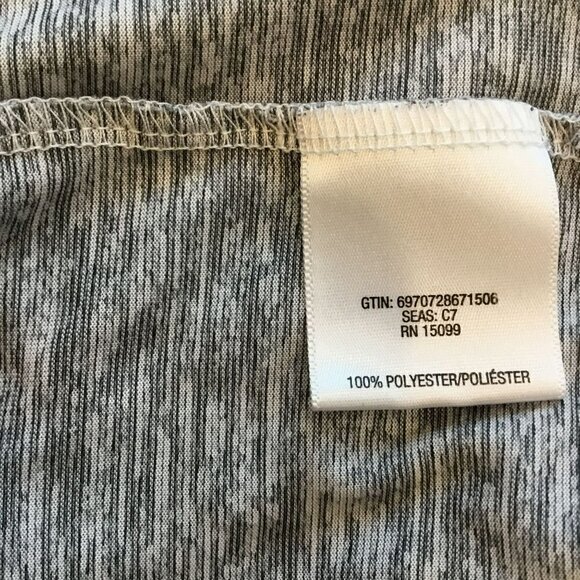 GTIN: 6970728671506
SEAS: C7
RN 15099
100% POLYESTER/POLIÉSTER